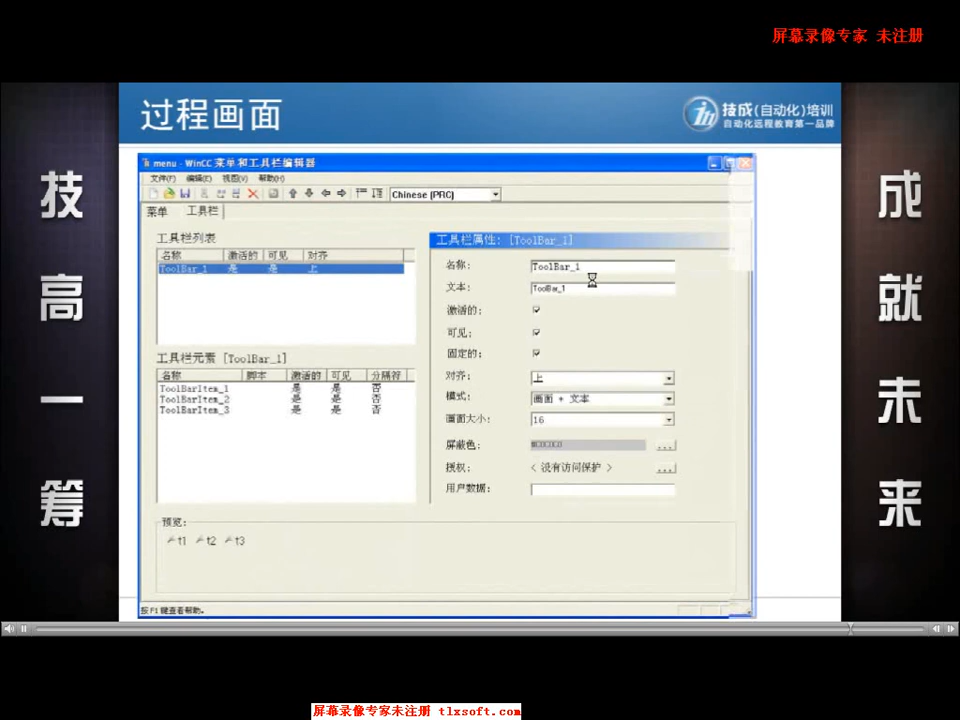 屏幕录像专家 未注册
过程画面
技成(自动化)培训
自动化远程教育第一品牌
技高一筹
成就未来
menu - WinCC 菜单和工具栏编辑器
文件(F) 编辑(E) 视图(V) 帮助(H)
Chinese (PRC)
菜单 工具栏
工具栏列表
名称 激活的 可见 对齐
ToolBar_1 是 是 上
工具栏元素 [ToolBar_1]
名称 脚本 激活的 可见 分隔符
ToolBarItem_1 是 是 否
ToolBarItem_2 是 是 否
ToolBarItem_3 是 是 否
工具栏属性: [ToolBar_1]
名称: ToolBar_1
文本: ToolBar_1
激活的:
可见:
固定的:
对齐: 上
模式: 画面 + 文本
画面大小: 16
屏蔽色: ...
授权: < 没有访问保护 > ...
用户数据:
预览:
t1 t2 t3
按 F1 键查看帮助。
屏幕录像专家未注册 tlxsoft.com